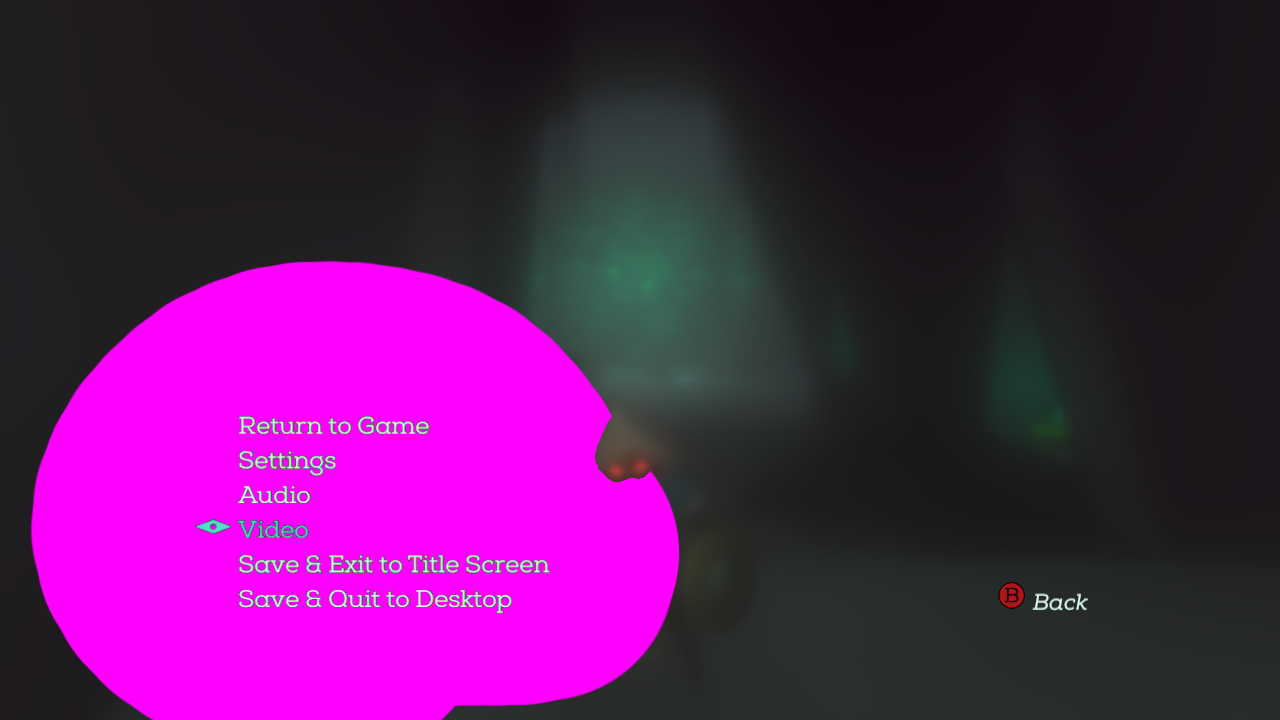 Return to Game
Settings
Audio
Video
Save & Exit to Title Screen
Save & Quit to Desktop
B Back